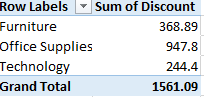 Row Labels Sum of Discount
Furniture 368.89
Office Supplies 947.8
Technology 244.4
Grand Total 1561.09